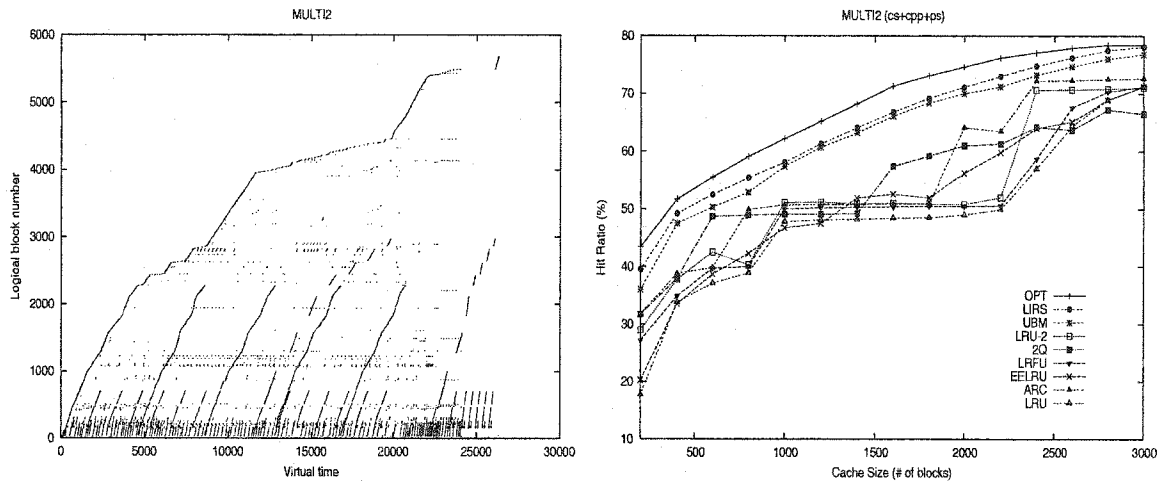 MULTI2
6000
5000
4000
3000
2000
1000
0
Logical block number
0 5000 10000 15000 20000 25000 30000
Virtual time
MULTI2 (cs+cpp+ps)
80
70
60
50
40
30
20
10
Hit Ratio (%)
OPT
LIRS
UBM
LRU-2
2Q
LRFU
EELRU
ARC
LRU
500 1000 1500 2000 2500 3000
Cache Size (# of blocks)